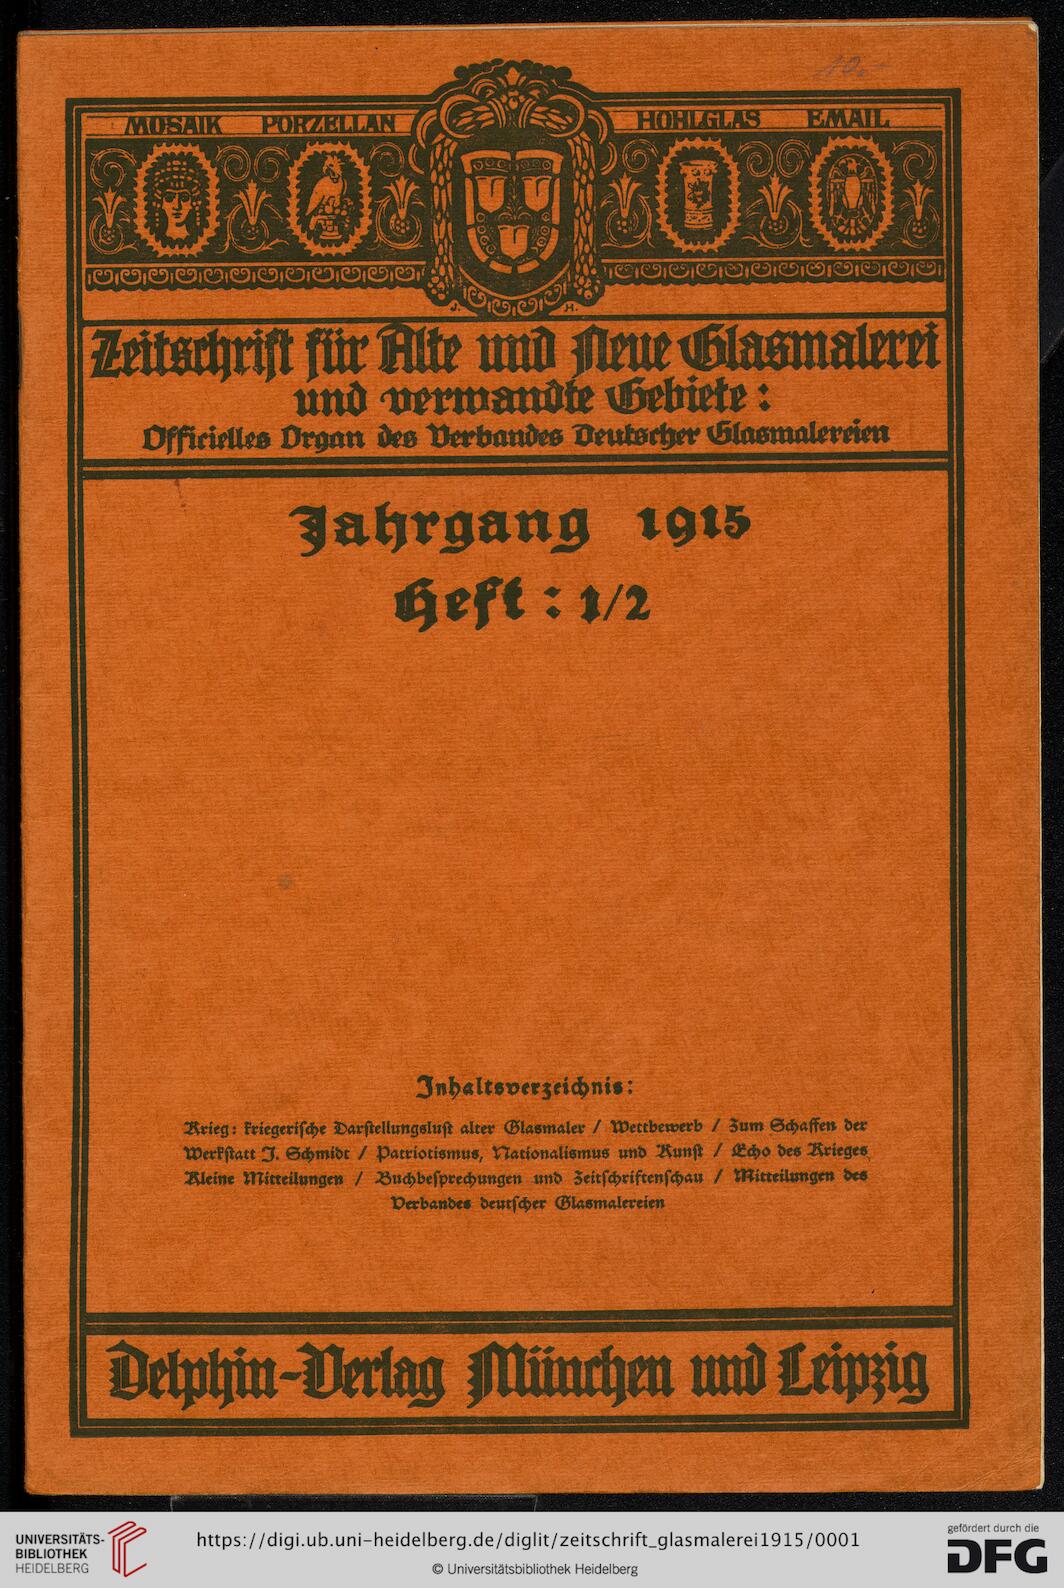 10.-
MOSAIK PORZELLAN HOHLGLAS EMAIL
J. H.
Zeitschrift für Alte und Neue Glasmalerei
und verwandte Gebiete:
Officielles Organ des Verbandes Deutscher Glasmalereien
Jahrgang 1915
Heft: 1/2
Inhaltsverzeichnis:
Krieg: kriegerische Darstellungslust alter Glasmaler / Wettbewerb / Zum Schaffen der
Werkstatt J. Schmidt / Patriotismus, Nationalismus und Kunst / Echo des Krieges
Kleine Mitteilungen / Buchbesprechungen und Zeitschriftenschau / Mitteilungen des
Verbandes deutscher Glasmalereien
Delphin-Verlag München und Leipzig
UNIVERSITÄTS-
BIBLIOTHEK
HEIDELBERG
https://digi.ub.uni-heidelberg.de/diglit/zeitschrift_glasmalerei1915/0001
© Universitätsbibliothek Heidelberg
gefördert durch die
DFG